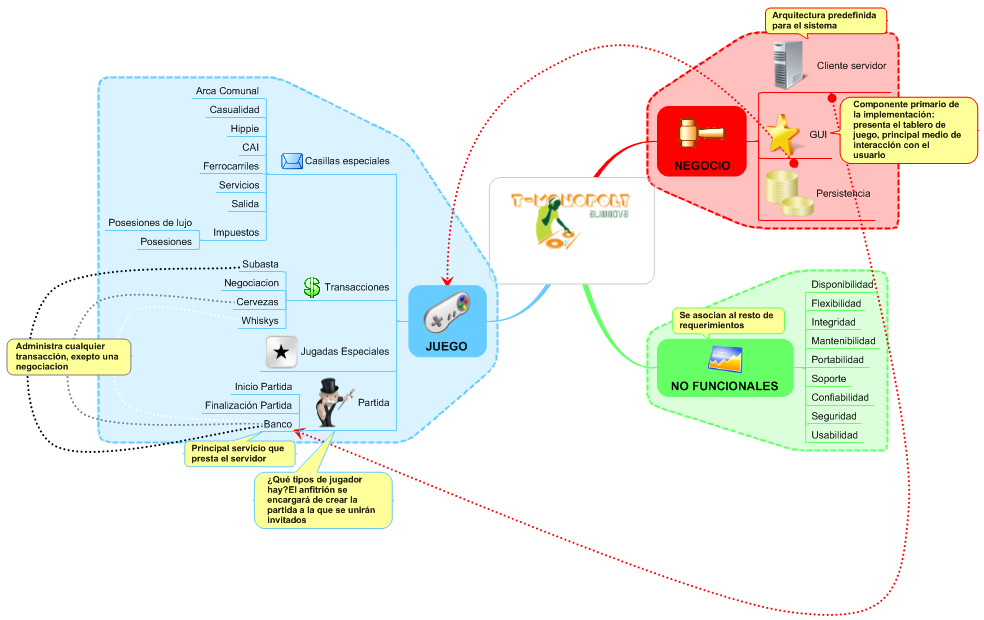 Arquitectura predefinida
para el sistema
Cliente servidor
Componente primario de
la implementación:
presenta el tablero de
juego, principal medio de
interacción con el
usuario
GUI
NEGOCIO
Persistencia
T-MONOPOLY
Arca Comunal
Casualidad
Hippie
CAI
Ferrocarriles
Servicios
Salida
Impuestos
Posesiones de lujo
Posesiones
Casillas especiales
Subasta
Negociacion
Cervezas
Whiskys
Transacciones
Administra cualquier
transacción, exepto una
negociacion
Jugadas Especiales
JUEGO
Inicio Partida
Finalización Partida
Banco
Partida
Principal servicio que
presta el servidor
¿Qué tipos de jugador
hay?El anfitrión se
encargará de crear la
partida a la que se unirán
invitados
Se asocian al resto de
requerimientos
NO FUNCIONALES
Disponibilidad
Flexibilidad
Integridad
Mantenibilidad
Portabilidad
Soporte
Confiabilidad
Seguridad
Usabilidad